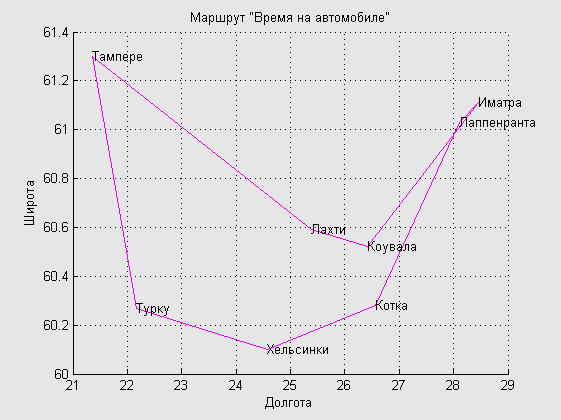 Маршрут "Время на автомобиле"
61.4
Тампере
61.2
Иматра
61
Лаппенранта
60.8
Широта
60.6
Лахти
Коувала
60.4
Турку
Котка
60.2
Хельсинки
60
21 22 23 24 25 26 27 28 29
Долгота